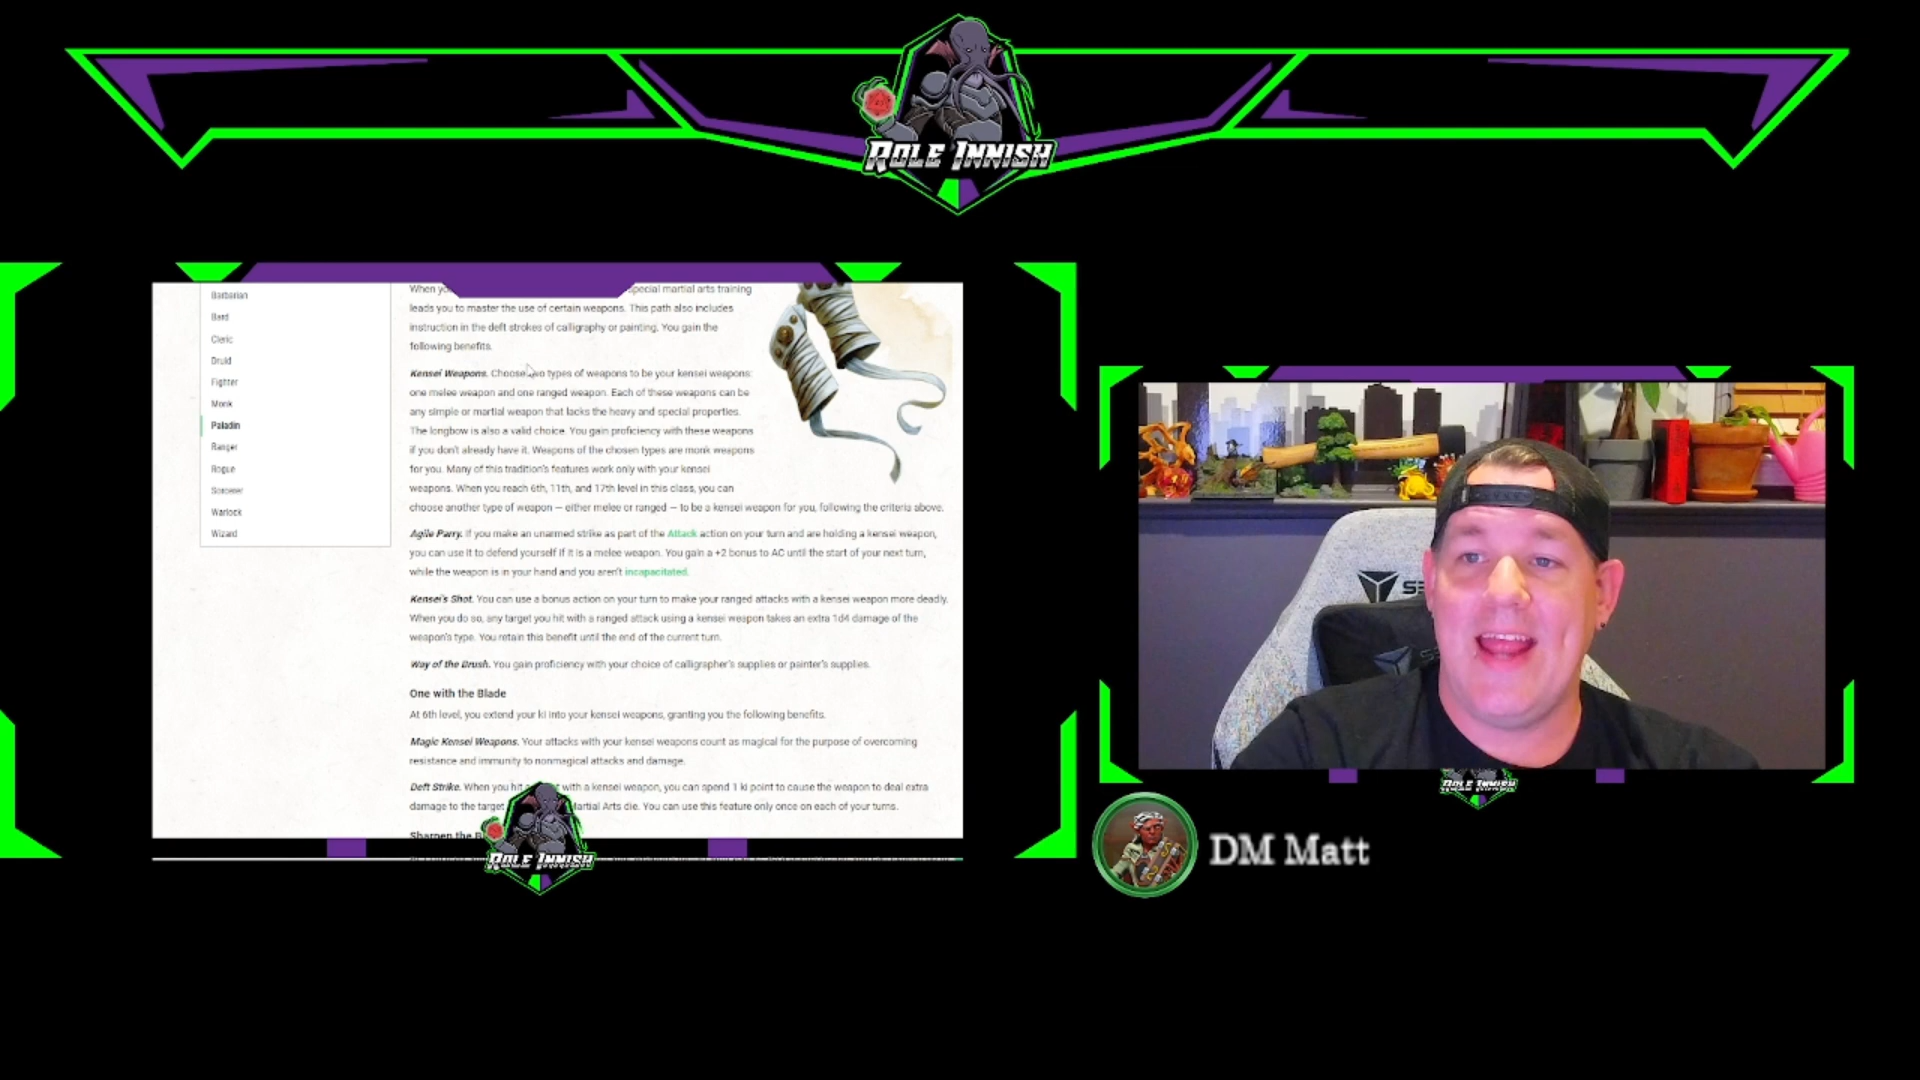 ROLE INNISH
Barbarian
Bard
Cleric
Druid
Fighter
Monk
Paladin
Ranger
Rogue
Sorcerer
Warlock
Wizard
When special martial arts training
leads you to master the use of certain weapons. This path also includes
instruction in the deft strokes of calligraphy or painting. You gain the
following benefits.
Kensei Weapons. Choose two types of weapons to be your kensei weapons:
one melee weapon and one ranged weapon. Each of these weapons can be
any simple or martial weapon that lacks the heavy and special properties.
The longbow is also a valid choice. You gain proficiency with these weapons
if you don't already have it. Weapons of the chosen types are monk weapons
for you. Many of this tradition's features work only with your kensei
weapons. When you reach 6th, 11th, and 17th level in this class, you can
choose another type of weapon — either melee or ranged — to be a kensei weapon for you, following the criteria above.
Agile Parry. If you make an unarmed strike as part of the Attack action on your turn and are holding a kensei weapon,
you can use it to defend yourself if it is a melee weapon. You gain a +2 bonus to AC until the start of your next turn,
while the weapon is in your hand and you aren't incapacitated.
Kensei's Shot. You can use a bonus action on your turn to make your ranged attacks with a kensei weapon more deadly.
When you do so, any target you hit with a ranged attack using a kensei weapon takes an extra 1d4 damage of the
weapon's type. You retain this benefit until the end of the current turn.
Way of the Brush. You gain proficiency with your choice of calligrapher's supplies or painter's supplies.
One with the Blade
At 6th level, you extend your ki into your kensei weapons, granting you the following benefits.
Magic Kensei Weapons. Your attacks with your kensei weapons count as magical for the purpose of overcoming
resistance and immunity to nonmagical attacks and damage.
Deft Strike. When you hit with a kensei weapon, you can spend 1 ki point to cause the weapon to deal extra
damage to the target Martial Arts die. You can use this feature only once on each of your turns.
Sharpen the
ROLE INNISH
ROLE INNISH
DM Matt